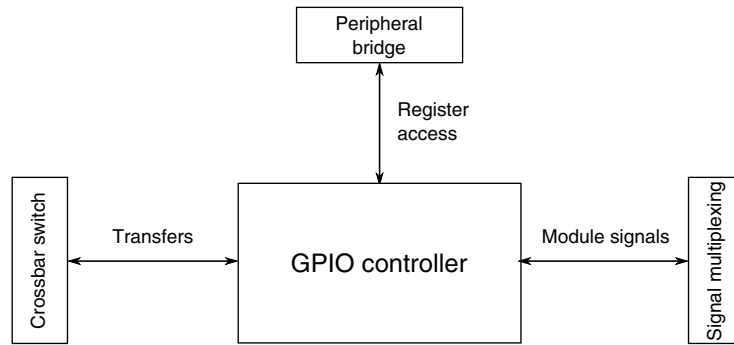 Peripheral
bridge
Register
access
Crossbar switch
Transfers
GPIO controller
Module signals
Signal multiplexing